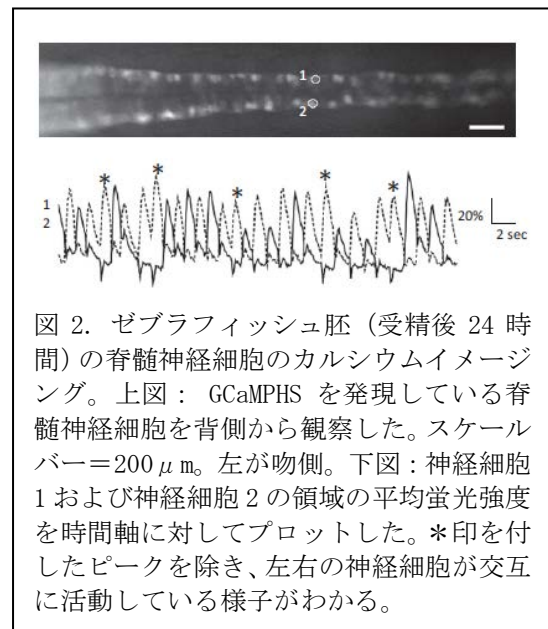 1
2
* * * * *
1
2
20%
2 sec
図 2. ゼブラフィッシュ胚（受精後 24 時
間）の脊髄神経細胞のカルシウムイメージ
ング。上図： GCaMPHS を発現している脊
髄神経細胞を背側から観察した。スケール
バー＝200μm。左が吻側。下図：神経細胞
1 および神経細胞 2 の領域の平均蛍光強度
を時間軸に対してプロットした。＊印を付
したピークを除き、左右の神経細胞が交互
に活動している様子がわかる。